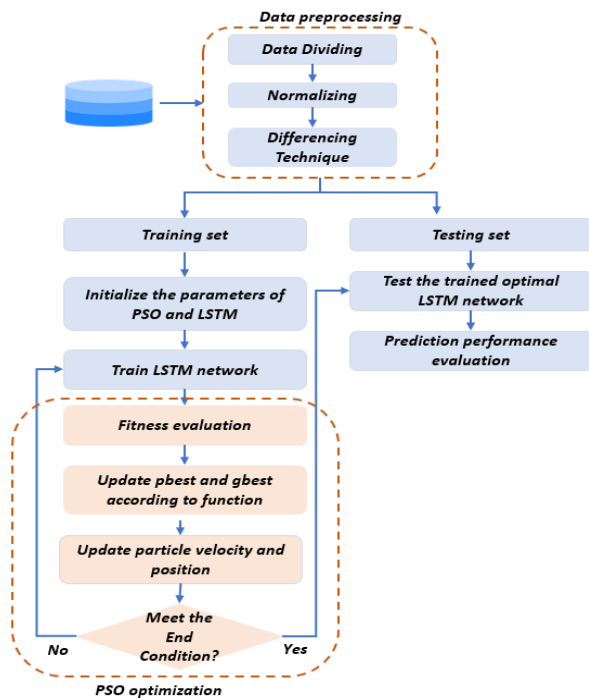 Data preprocessing
Data Dividing
Normalizing
Differencing
Technique
Training set
Testing set
Initialize the parameters of
PSO and LSTM
Test the trained optimal
LSTM network
Train LSTM network
Prediction performance
evaluation
Fitness evaluation
Update pbest and gbest
according to function
Update particle velocity and
position
Meet the
End
Condition?
No
Yes
PSO optimization